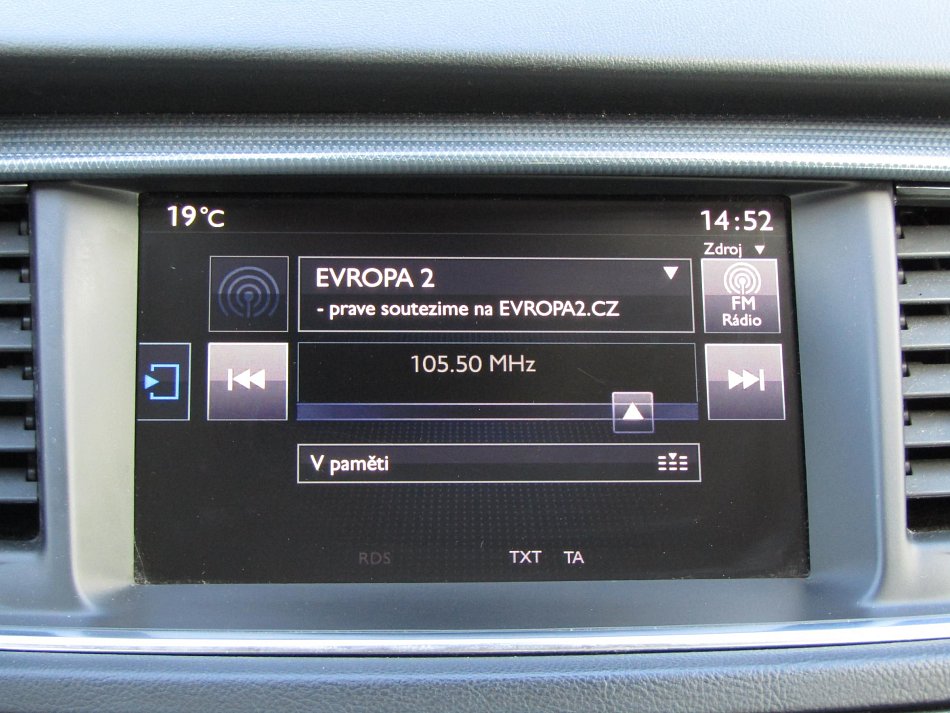 19°C
14:52
Zdroj
EVROPA 2
- prave soutezime na EVROPA2.CZ
FM
Rádio
105.50 MHz
V paměti
RDS
TXT TA